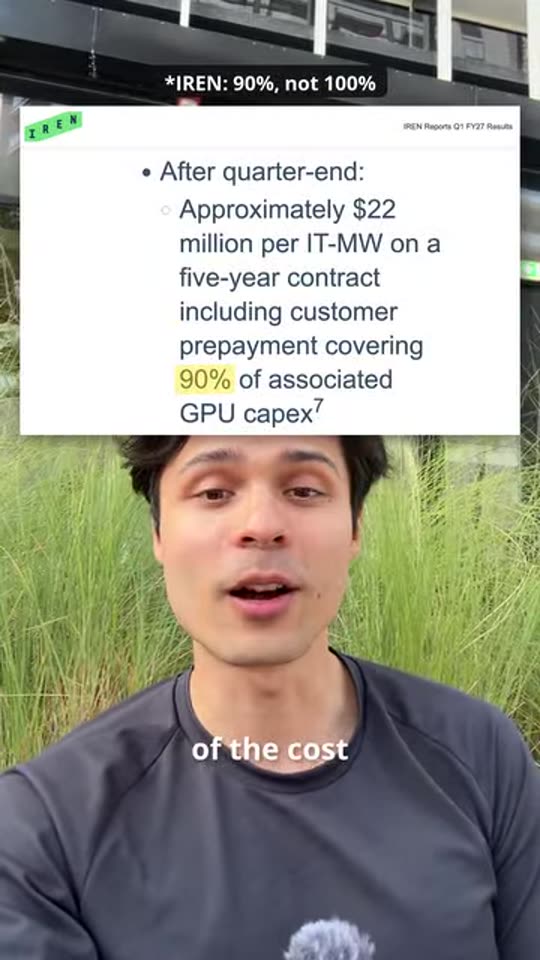 *IREN: 90%, not 100%
IREN
IREN Reports Q1 FY27 Results
• After quarter-end:
○ Approximately $22
million per IT-MW on a
five-year contract
including customer
prepayment covering
90% of associated
GPU capex⁷
of the cost